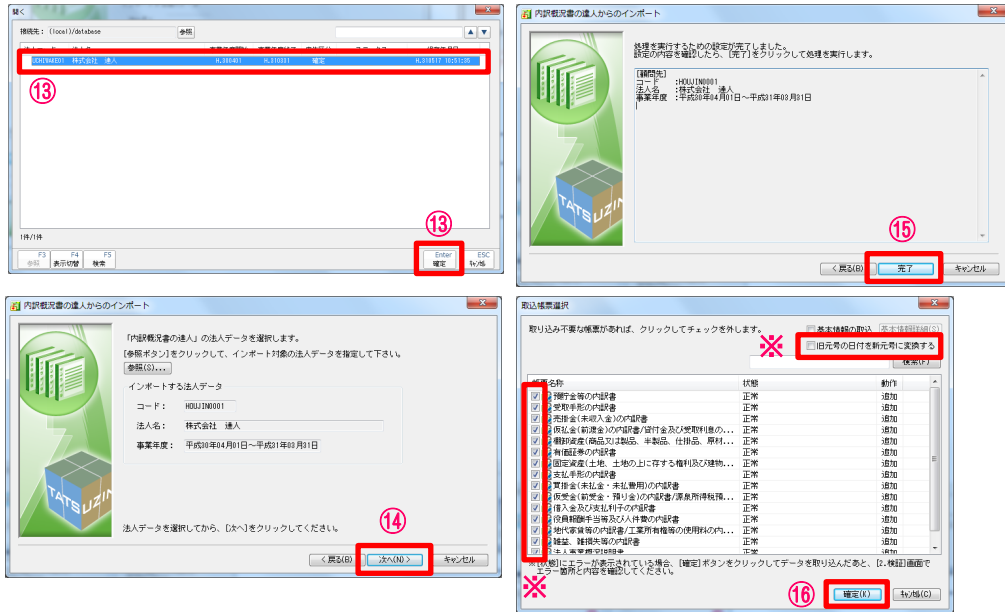 開く
接続先: (local)/database
参照
▲ ▼
UCHIWAKE01 株式会社 達人 H.300401 H.310331 確定 H.310517 18:51:35
⑬
1件/1件
⑬
F3 参照
F4 表示切替
F5 検索
Enter 確定
ESC ｷｬﾝｾﾙ
内訳概況書の達人からのインポート
処理を実行するための設定が完了しました。
設定の内容を確認したら、[完了]をクリックして処理を実行します。
[顧問先]
コード :HOUJIN0001
法人名 :株式会社 達人
事業年度 :平成30年04月01日～平成31年03月31日
TATSUZIN
⑮
< 戻る(B) 完了 キャンセル
内訳概況書の達人からのインポート
「内訳概況書の達人」の法人データを選択します。
[参照ボタン]をクリックして、インポート対象の法人データを指定して下さい。
参照(S)...
インポートする法人データ
コード: HOUJIN0001
法人名: 株式会社 達人
事業年度: 平成30年04月01日～平成31年03月31日
TATSUZIN
法人データを選択してから、[次へ]をクリックしてください。
⑭
< 戻る(B) 次へ(N) > キャンセル
取込帳票選択
取り込み不要な帳票があれば、クリックしてチェックを外します。
基本情報の取込 基本情報詳細(S)
※ 旧元号の日付を新元号に変換する
検索(F)
帳票名称 状態 動作
預貯金等の内訳書 正常 追加
受取手形の内訳書 正常 追加
売掛金(未収入金)の内訳書 正常 追加
仮払金(前渡金)の内訳書/貸付金及び受取利息の... 正常 追加
棚卸資産(商品又は製品、半製品、仕掛品、原材... 正常 追加
有価証券の内訳書 正常 追加
固定資産(土地、土地の上に存する権利及び建物... 正常 追加
支払手形の内訳書 正常 追加
買掛金(未払金・未払費用)の内訳書 正常 追加
仮受金(前受金・預り金)の内訳書/源泉所得税預... 正常 追加
借入金及び支払利子の内訳書 正常 追加
役員報酬手当等及び人件費の内訳書 正常 追加
地代家賃等の内訳書/工業所有権等の使用料の内... 正常 追加
雑益、雑損失等の内訳書 正常 追加
法人事業概況説明書 正常 追加
※[状態]にエラーが表示されている場合、[確定]ボタンをクリックしてデータを取り込んだあと、[2.検証]画面で
エラー箇所と内容を確認してください。
※
⑯
確定(K) ｷｬﾝｾﾙ(C)